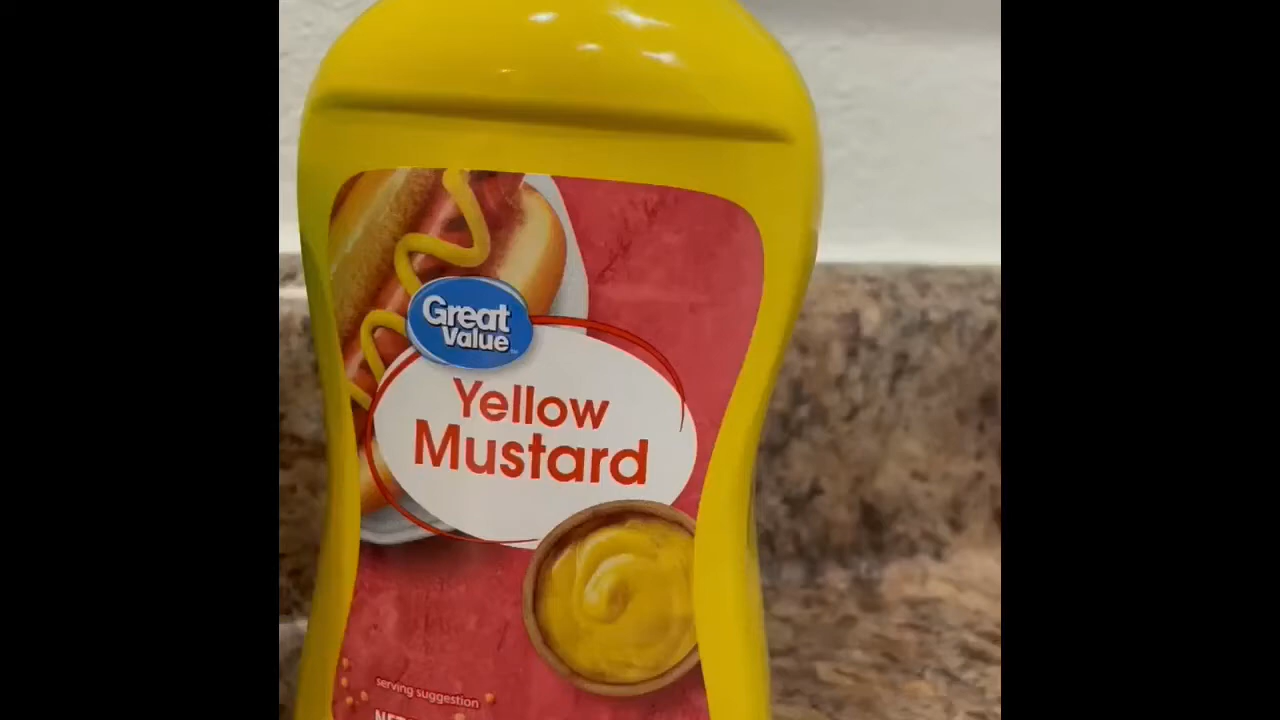 Great
Value
Yellow
Mustard
serving suggestion